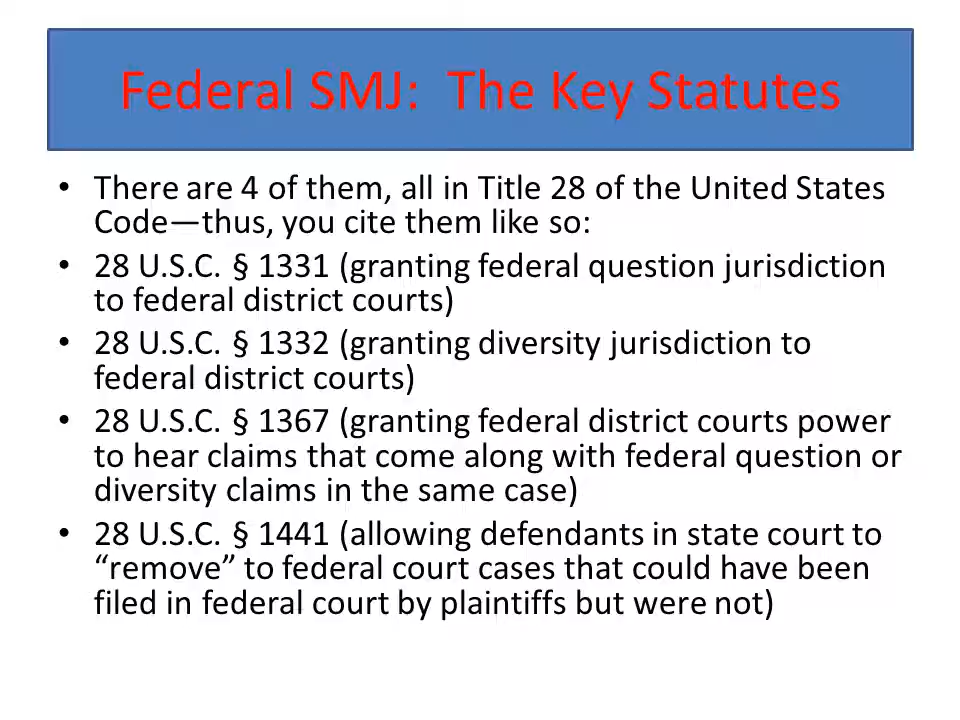 Federal SMJ: The Key Statutes
• There are 4 of them, all in Title 28 of the United States
Code—thus, you cite them like so:
• 28 U.S.C. § 1331 (granting federal question jurisdiction
to federal district courts)
• 28 U.S.C. § 1332 (granting diversity jurisdiction to
federal district courts)
• 28 U.S.C. § 1367 (granting federal district courts power
to hear claims that come along with federal question or
diversity claims in the same case)
• 28 U.S.C. § 1441 (allowing defendants in state court to
“remove” to federal court cases that could have been
filed in federal court by plaintiffs but were not)